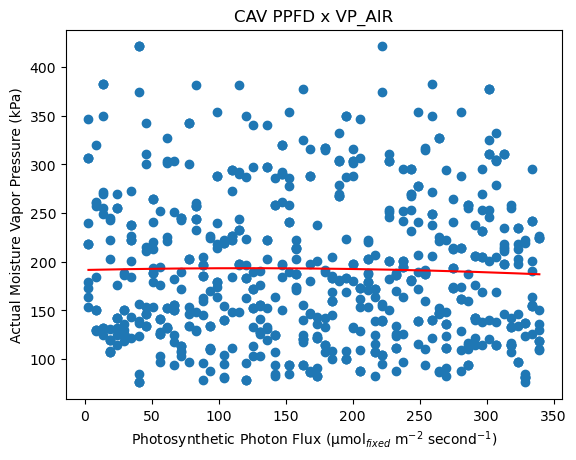 CAV PPFD x VP_AIR
Actual Moisture Vapor Pressure (kPa)
400
350
300
250
200
150
100
0 50 100 150 200 250 300 350
Photosynthetic Photon Flux (μmol$_{fixed}$ m$^{-2}$ second$^{-1}$)